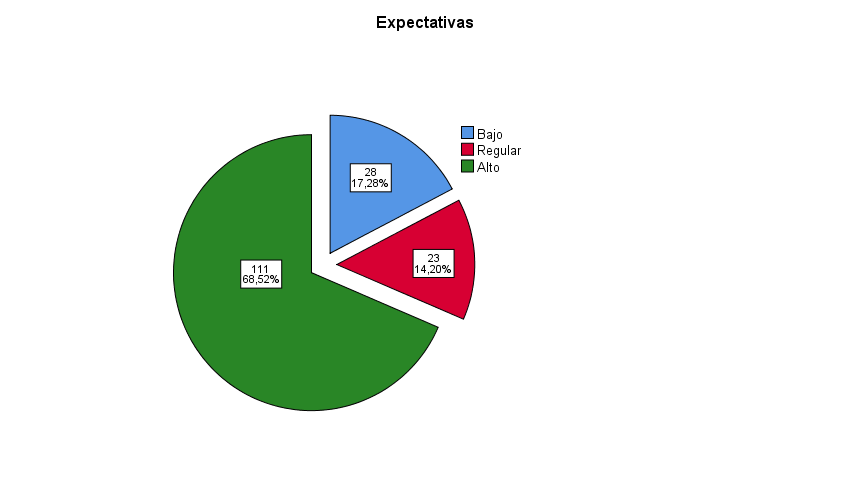 Expectativas
Bajo
Regular
Alto
28
17,28%
23
14,20%
111
68,52%